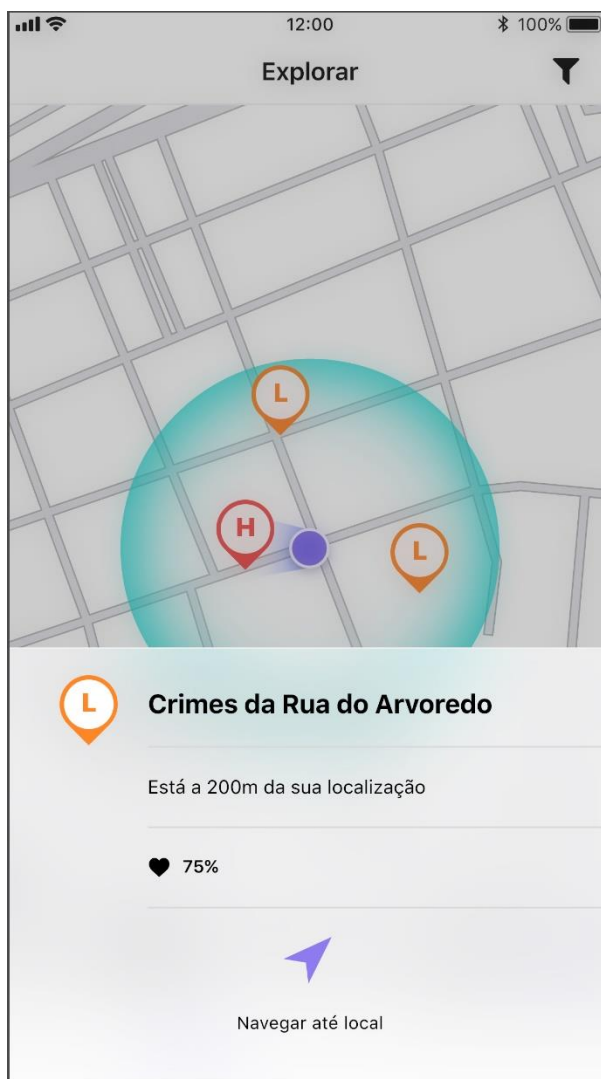 12:00
100%
Explorar
L
H
L
L
Crimes da Rua do Arvoredo
Está a 200m da sua localização
75%
Navegar até local